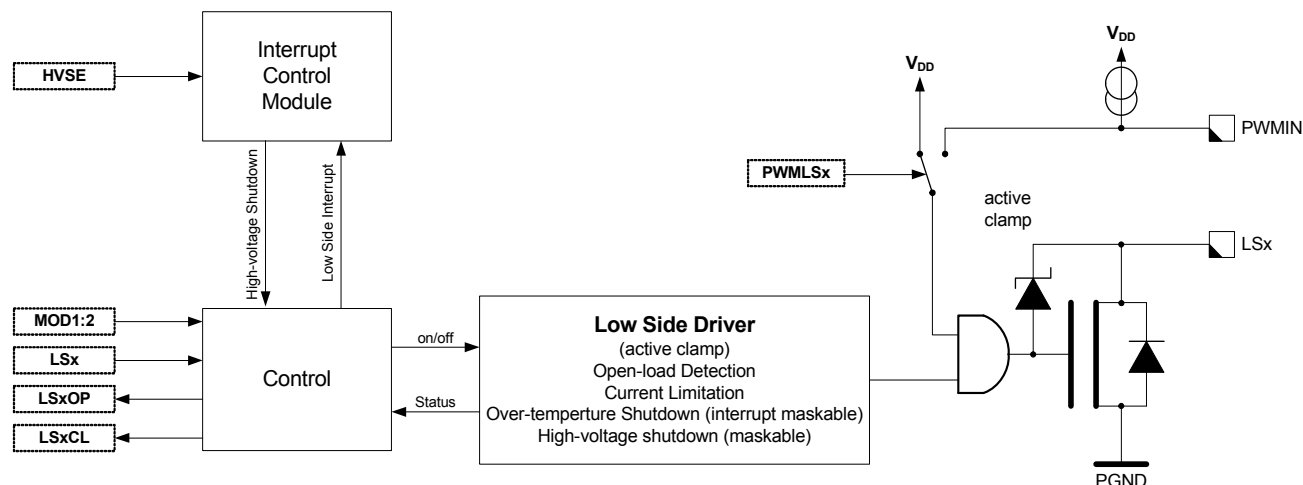 Interrupt
Control
Module
HVSE
High-voltage Shutdown
Low Side Interrupt
MOD1:2
LSx
LSxOP
LSxCL
Control
on/off
Status
Low Side Driver
(active clamp)
Open-load Detection
Current Limitation
Over-temperture Shutdown (interrupt maskable)
High-voltage shutdown (maskable)
VDD
VDD
PWMIN
PWMLSx
active
clamp
LSx
PGND